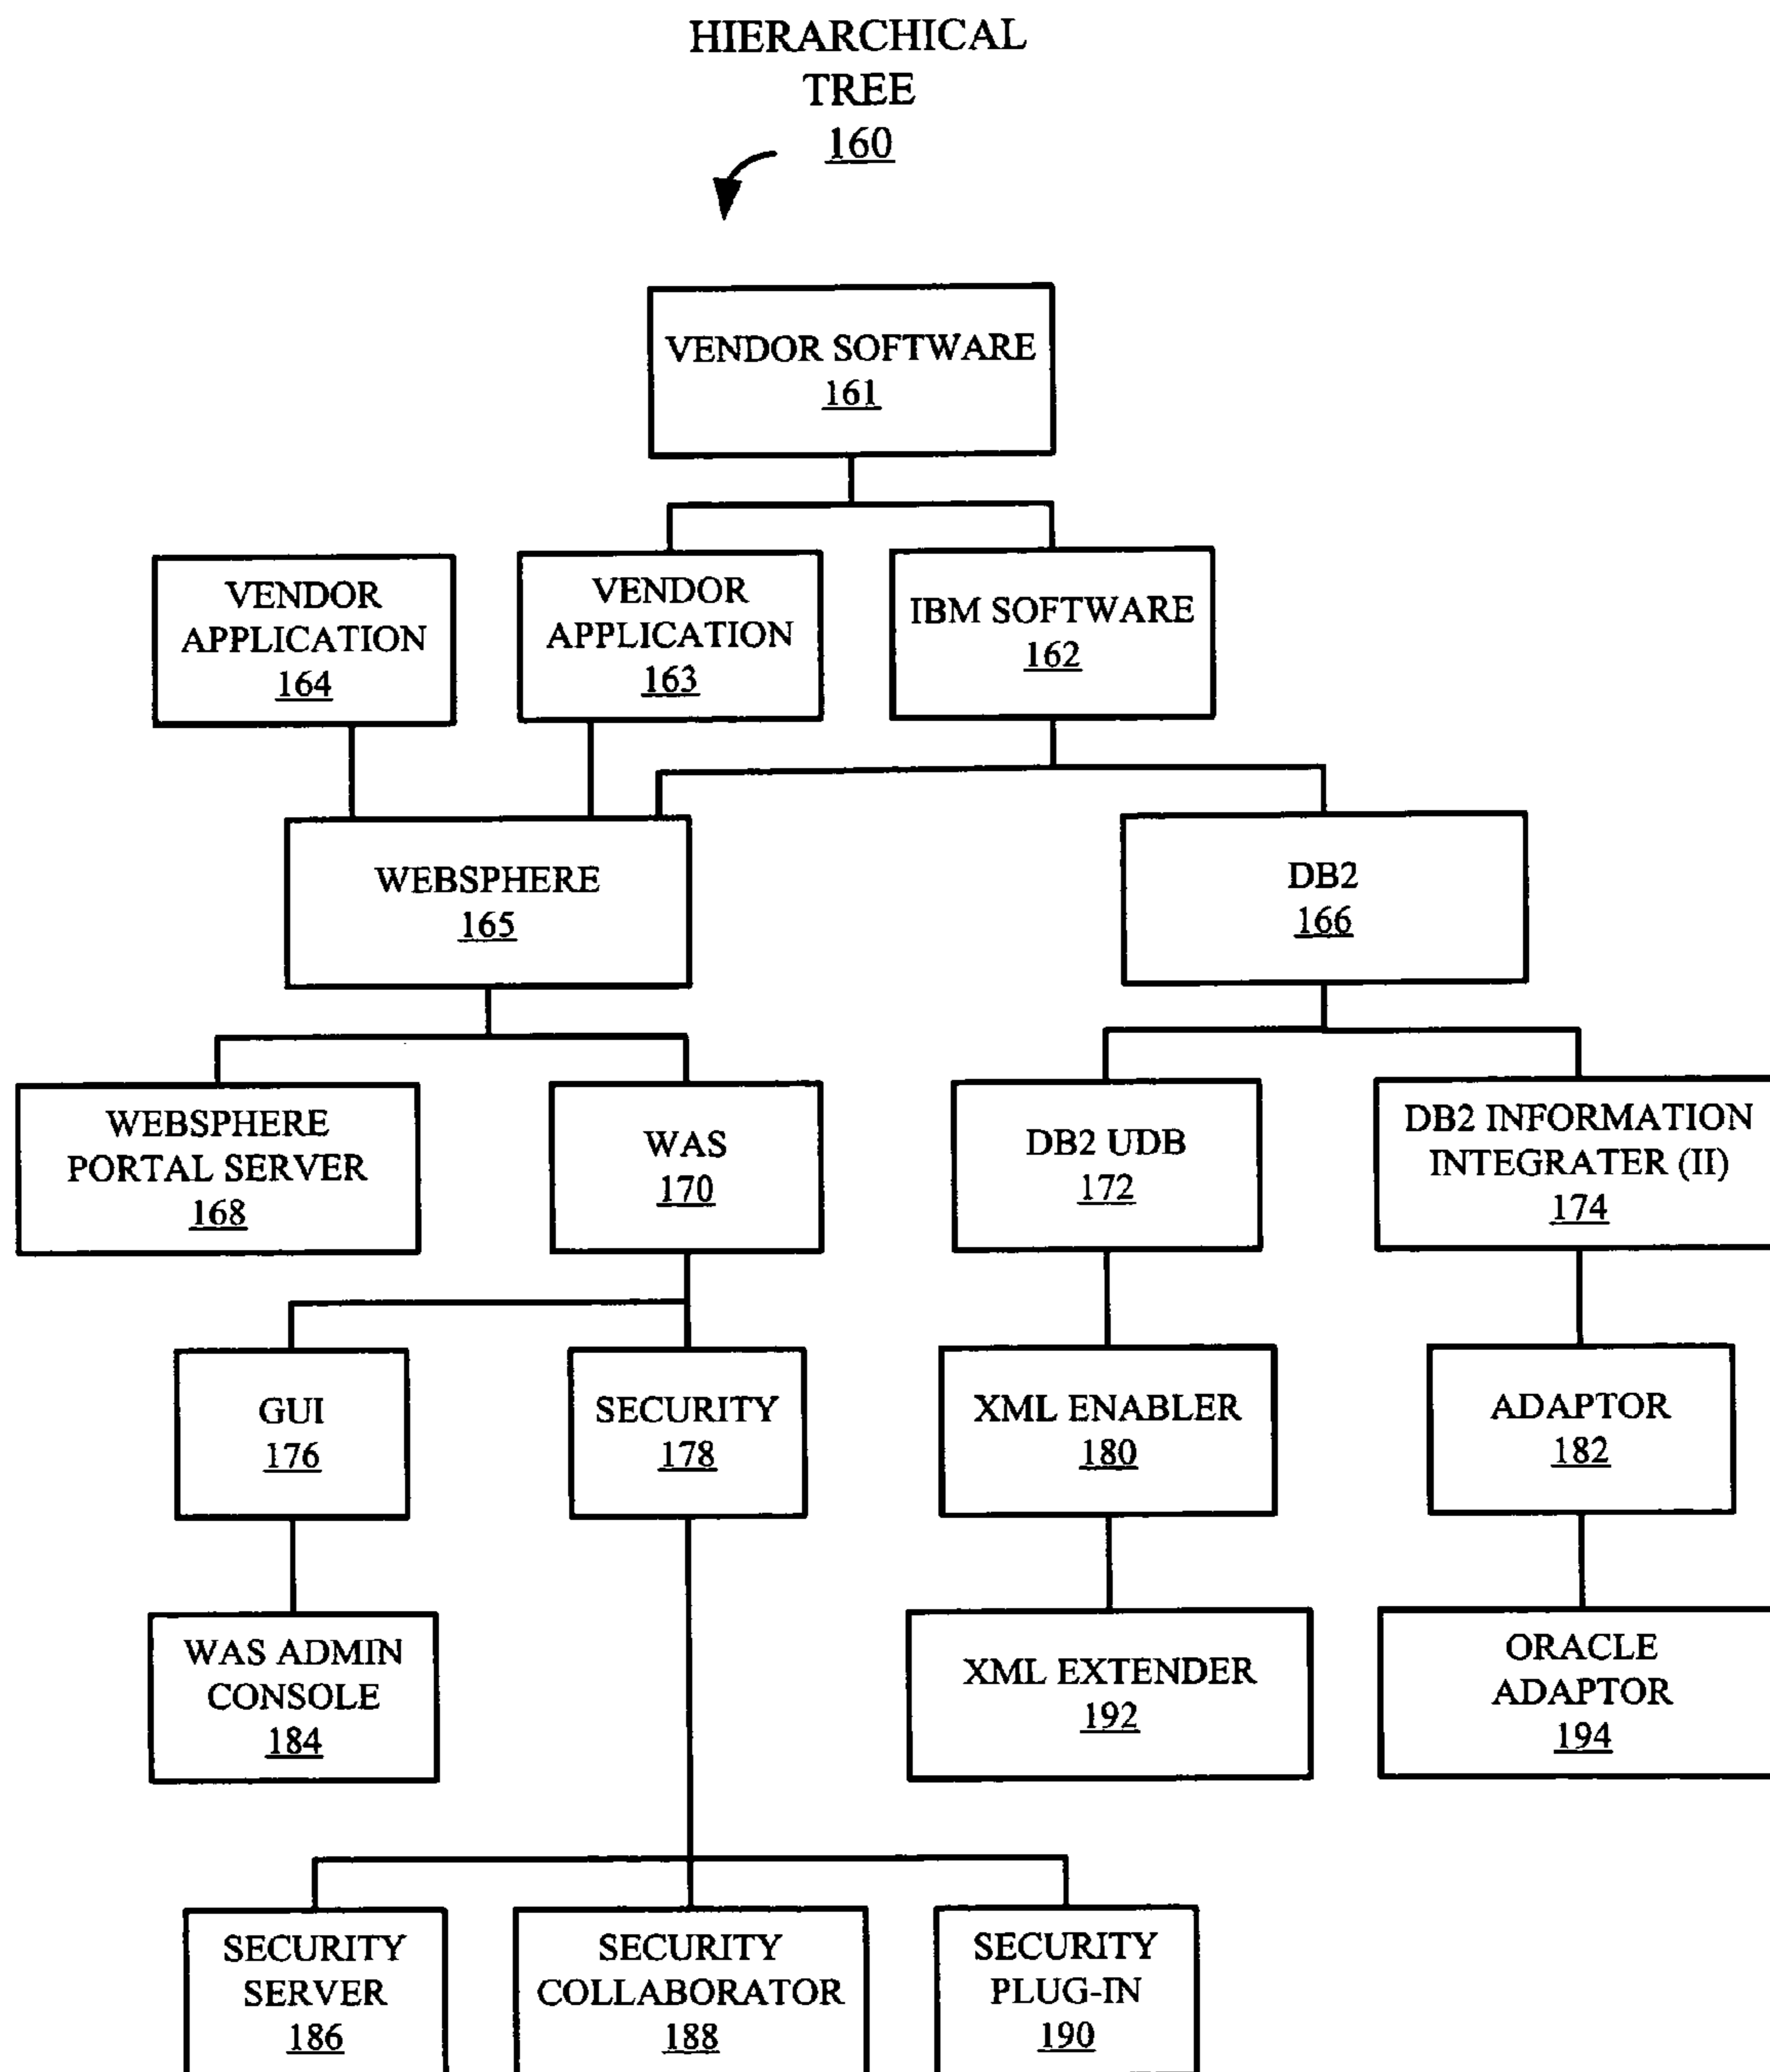 HIERARCHICAL
TREE
160
VENDOR SOFTWARE
161
VENDOR
APPLICATION
164
VENDOR
APPLICATION
163
IBM SOFTWARE
162
WEBSPHERE
165
DB2
166
WEBSPHERE
PORTAL SERVER
168
WAS
170
DB2 UDB
172
DB2 INFORMATION
INTEGRATER (II)
174
GUI
176
SECURITY
178
XML ENABLER
180
ADAPTOR
182
WAS ADMIN
CONSOLE
184
XML EXTENDER
192
ORACLE
ADAPTOR
194
SECURITY
SERVER
186
SECURITY
COLLABORATOR
188
SECURITY
PLUG-IN
190